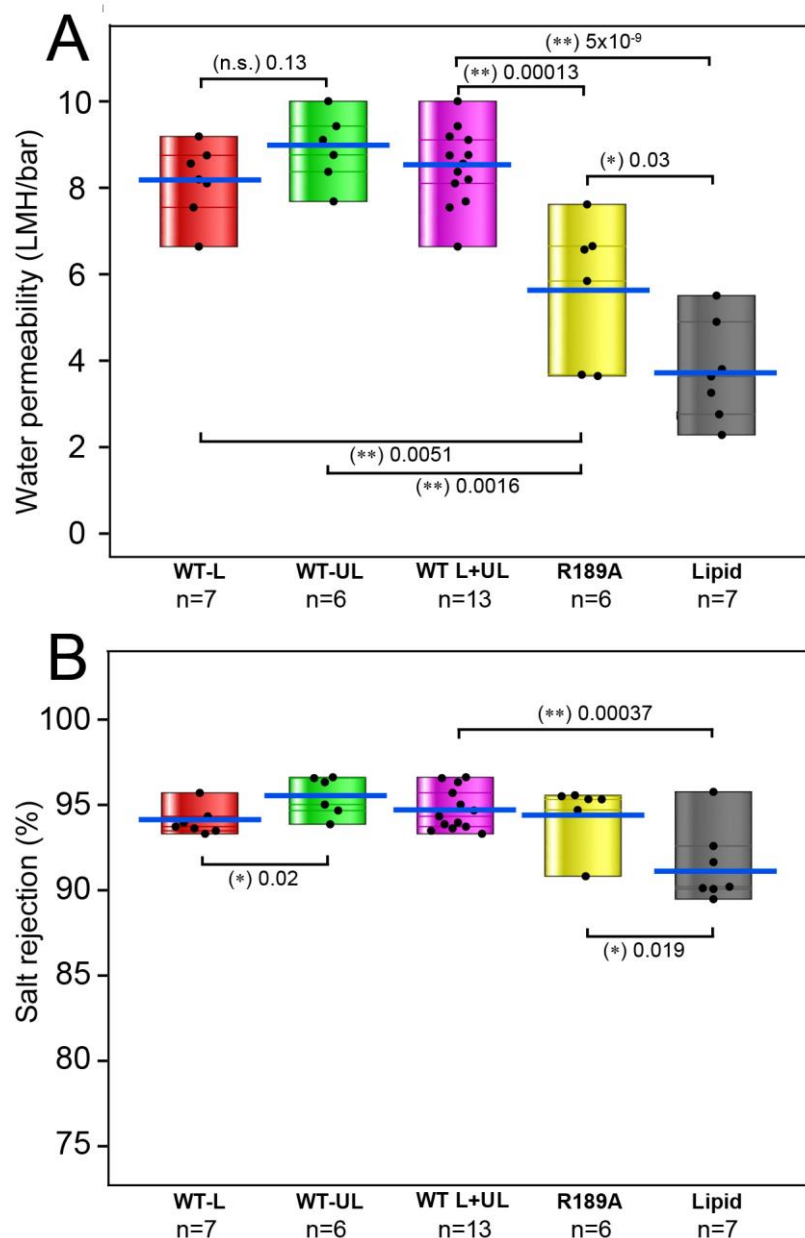 A
Water permeability (LMH/bar)
10
8
6
4
2
0
(n.s.) 0.13
(**) 5x10⁻⁹
(**) 0.00013
(*) 0.03
(**) 0.0051
(**) 0.0016
WT-L WT-UL WT L+UL R189A Lipid
n=7 n=6 n=13 n=6 n=7
B
Salt rejection (%)
100
95
90
85
80
75
(**) 0.00037
(*) 0.02
(*) 0.019
WT-L WT-UL WT L+UL R189A Lipid
n=7 n=6 n=13 n=6 n=7